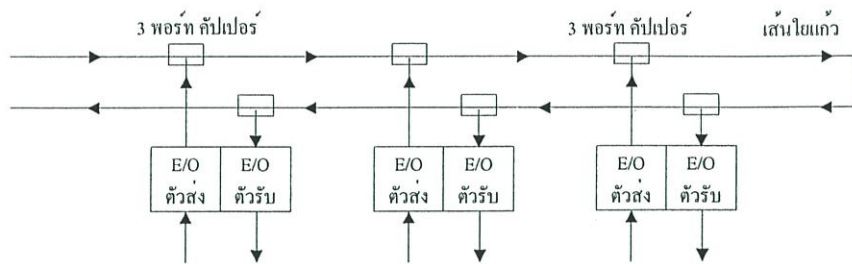 3 พอร์ท คัปเปอร์ 3 พอร์ท คัปเปอร์ เส้นใยแก้ว
E/O E/O E/O E/O E/O E/O
ตัวส่ง ตัวรับ ตัวส่ง ตัวรับ ตัวส่ง ตัวรับ